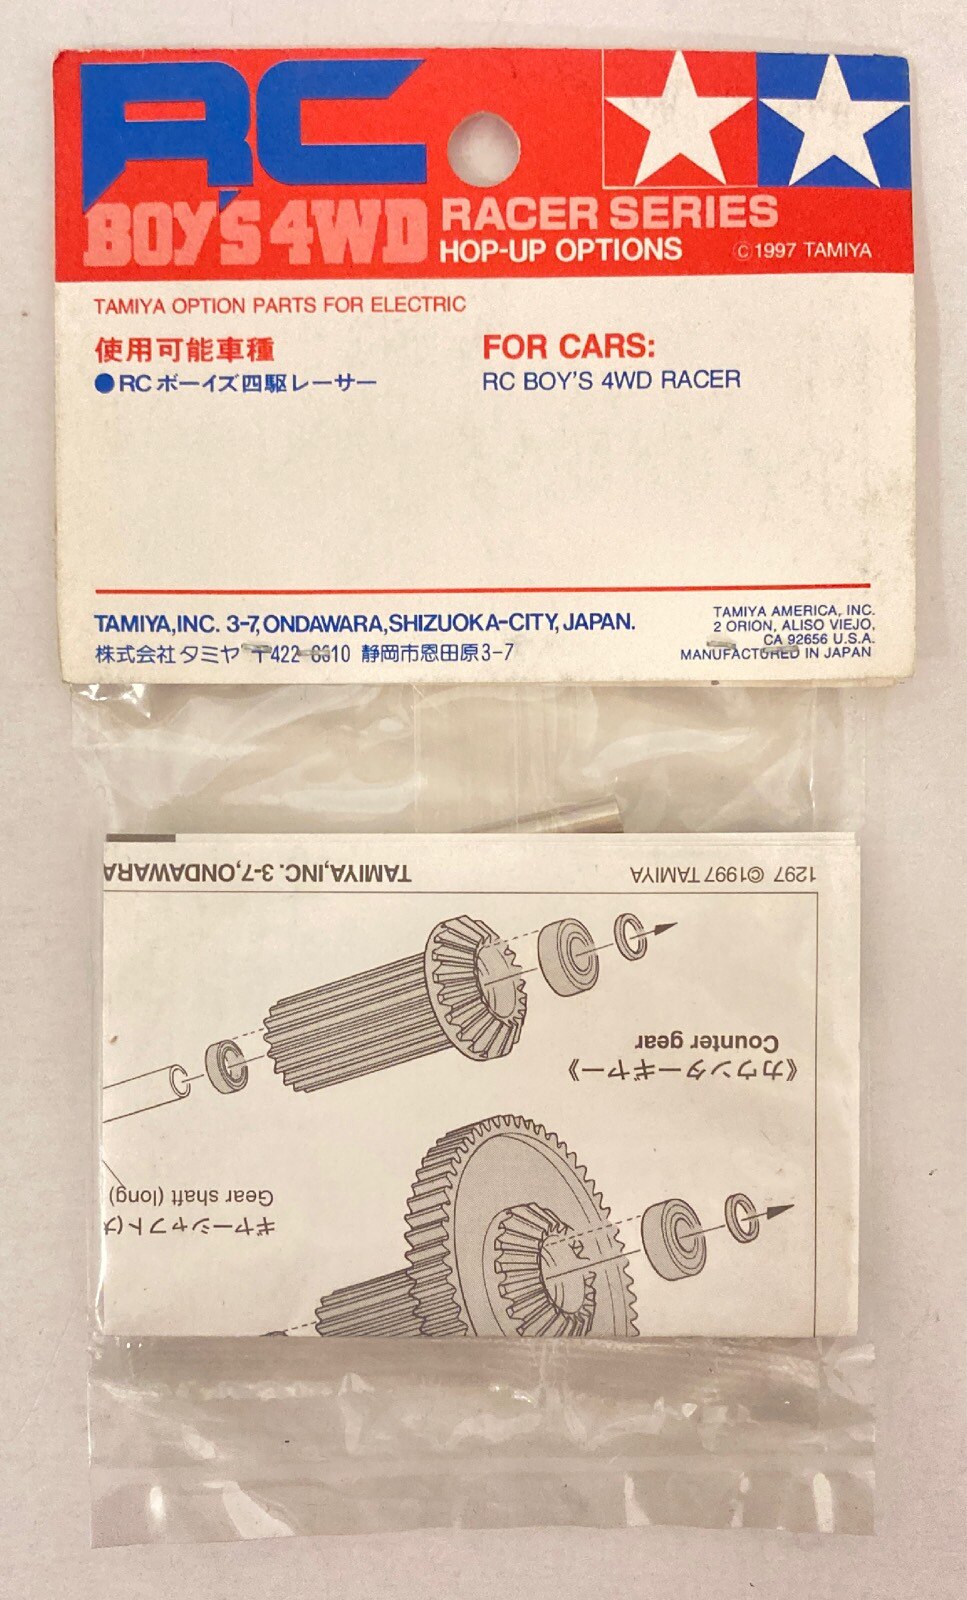 RC
BOY'S 4WD RACER SERIES
HOP-UP OPTIONS
© 1997 TAMIYA
TAMIYA OPTION PARTS FOR ELECTRIC
使用可能車種
●RCボーイズ四駆レーサー
FOR CARS:
RC BOY'S 4WD RACER
TAMIYA, INC. 3-7, ONDAWARA, SHIZUOKA-CITY, JAPAN.
株式会社タミヤ 〒422-8610 静岡市恩田原3-7
TAMIYA AMERICA, INC.
2 ORION, ALISO VIEJO,
CA 92656 U.S.A.
MANUFACTURED IN JAPAN
1297 ©1997 TAMIYA
TAMIYA, INC. 3-7, ONDAWARA
《カウンターギヤー》
Counter gear
ギヤーシャフト(
Gear shaft (long)